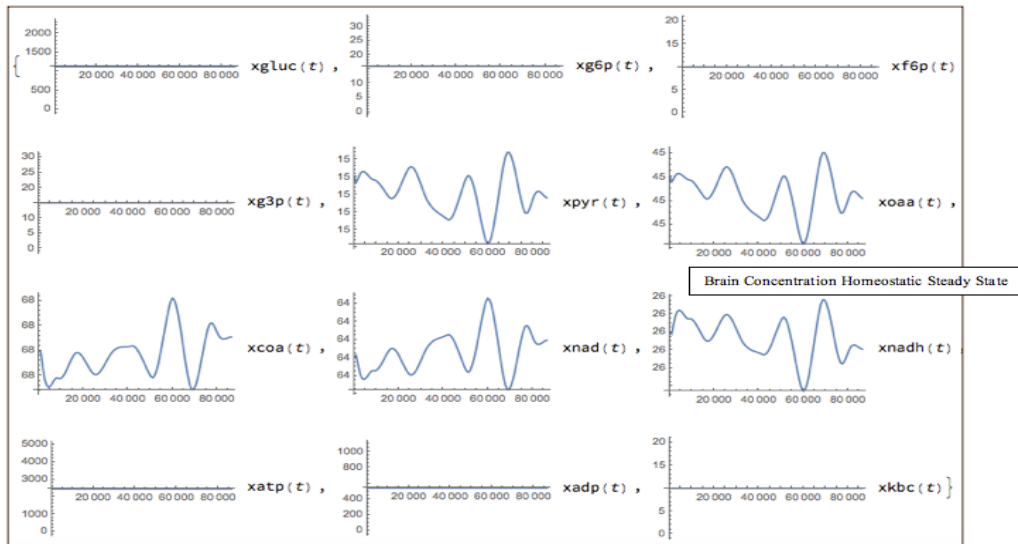 2000
1500
{
20 000 40 000 60 000 80 000
xgluc(t) ,
500
0
30
25
20
20 000 40 000 60 000 80 000
xg6p(t) ,
10
5
0
20
15
20 000 40 000 60 000 80 000
xf6p(t)
5
0
30
25
20
20 000 40 000 60 000 80 000
xg3p(t) ,
10
5
0
15
15
15
15
15
20 000 40 000 60 000 80 000
xpyr(t) ,
45
45
45
45
20 000 40 000 60 000 80 000
xoaa(t) ,
Brain Concentration Homeostatic Steady State
68
68
68
68
20 000 40 000 60 000 80 000
xcoa(t) ,
64
64
64
64
64
20 000 40 000 60 000 80 000
xnad(t) ,
26
26
26
26
26
20 000 40 000 60 000 80 000
xnadh(t) ,
5000
4000
3000
20 000 40 000 60 000 80 000
xatp(t) ,
1000
0
1000
800
20 000 40 000 60 000 80 000
xadp(t) ,
400
200
0
20
15
20 000 40 000 60 000 80 000
xkbc(t) }
5
0